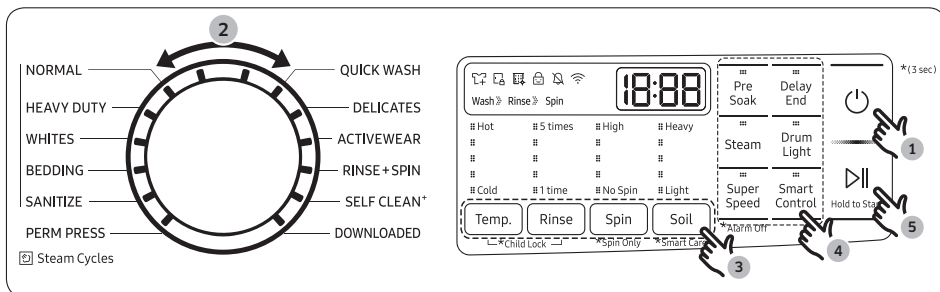 2
NORMAL
HEAVY DUTY
WHITES
BEDDING
SANITIZE
PERM PRESS
Steam Cycles
QUICK WASH
DELICATES
ACTIVEWEAR
RINSE+SPIN
SELF CLEAN+
DOWNLOADED
18:88
Wash》 Rinse》 Spin
Hot 5 times High Heavy
Cold 1 time No Spin Light
Temp. Rinse Spin Soil
*Child Lock *Spin Only *Smart Care
3
Pre Soak
Delay End
Steam
Drum Light
Super Speed
Smart Control
*Alarm Off
4
*(3 sec)
1
Hold to Start
5